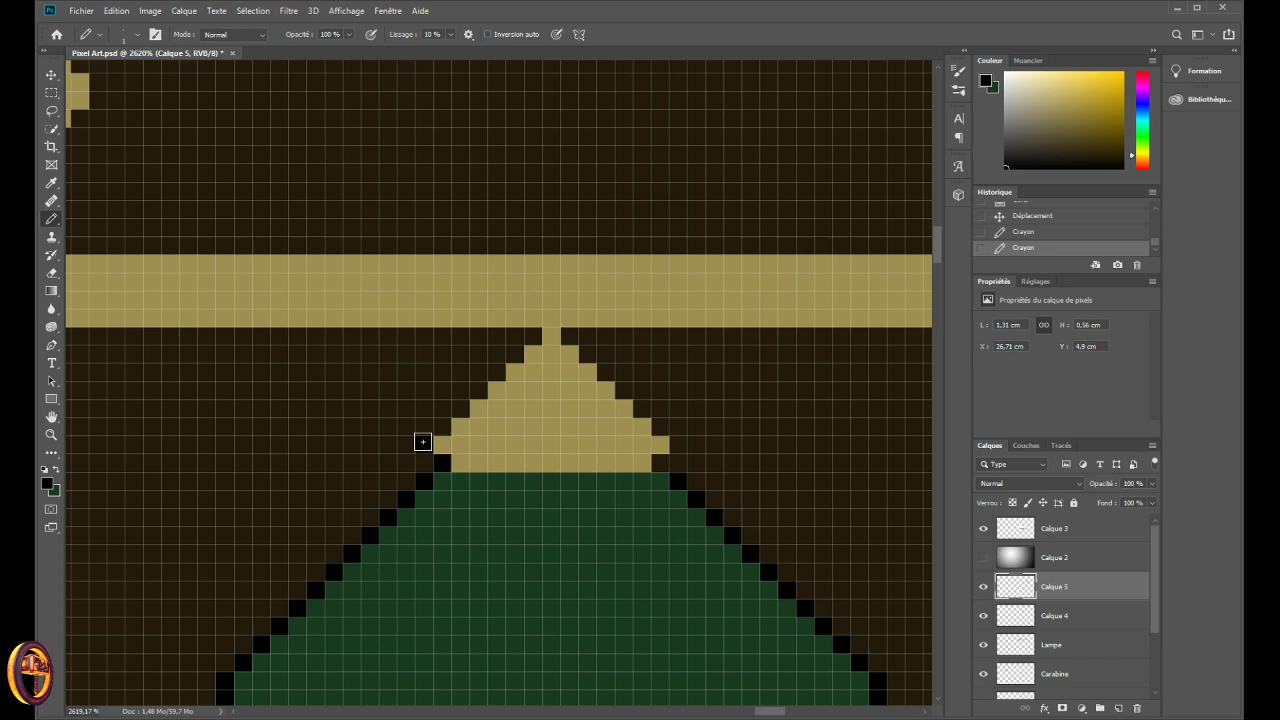 Ps Fichier Edition Image Calque Texte Sélection Filtre 3D Affichage Fenêtre Aide
1 Mode : Normal Opacité : 100 % Lissage : 10 % Inversion auto
Pixel Art.psd @ 2620% (Calque 5, RVB/8) * ×
Couleur Nuancier
Formation
Bibliothèqu...
Historique
Déplacement
Crayon
Crayon
Propriétés Réglages
Propriétés du calque de pixels
L : 1,31 cm H : 0,56 cm
X : 26,71 cm Y : 4,9 cm
Calques Couches Tracés
Type
Normal Opacité : 100 %
Verrou : Fond : 100 %
Calque 3
Calque 2
Calque 5
Calque 4
Lampe
Carabine
2619,17 % Doc : 1,48 Mo/59,7 Mo